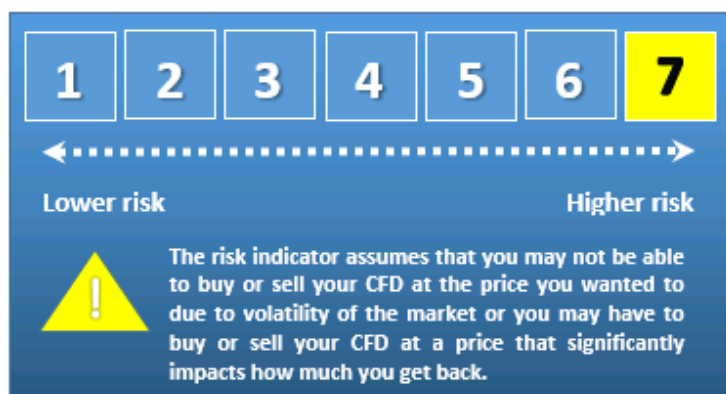 1 2 3 4 5 6 7
Lower risk Higher risk
The risk indicator assumes that you may not be able
! to buy or sell your CFD at the price you wanted to
due to volatility of the market or you may have to
buy or sell your CFD at a price that significantly
impacts how much you get back.